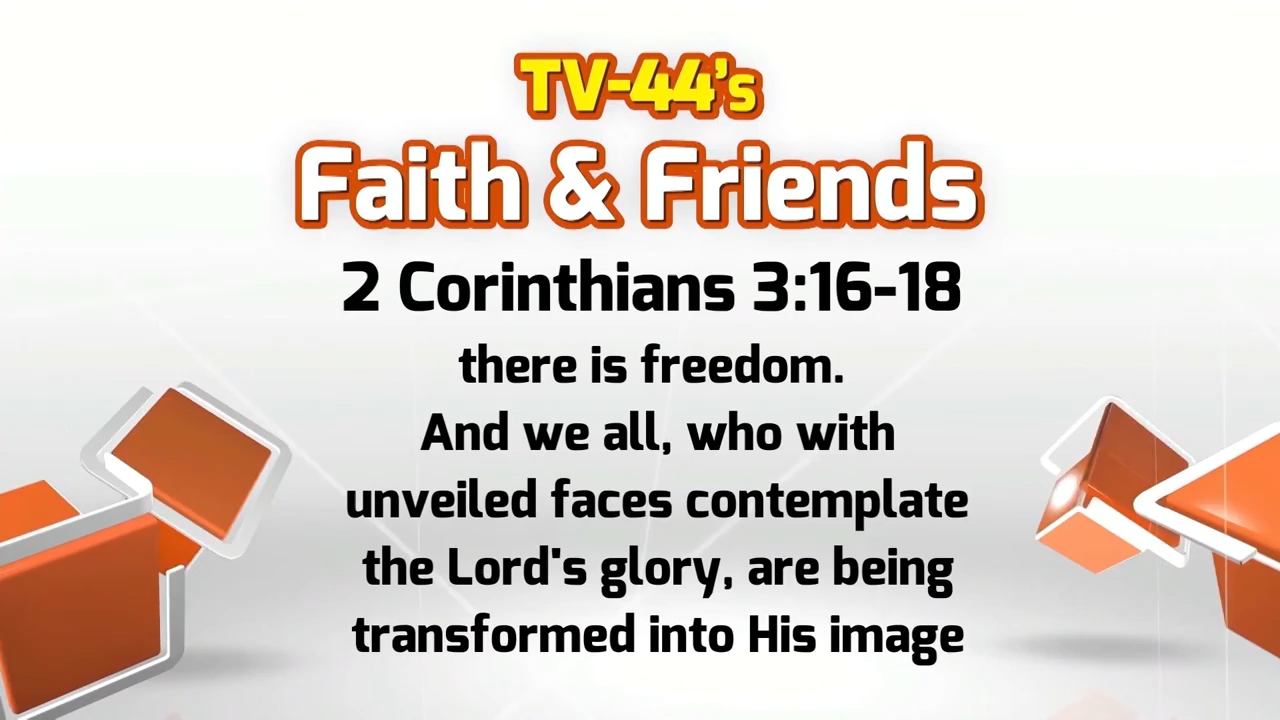 TV-44's
Faith & Friends
2 Corinthians 3:16-18
there is freedom.
And we all, who with
unveiled faces contemplate
the Lord's glory, are being
transformed into His image